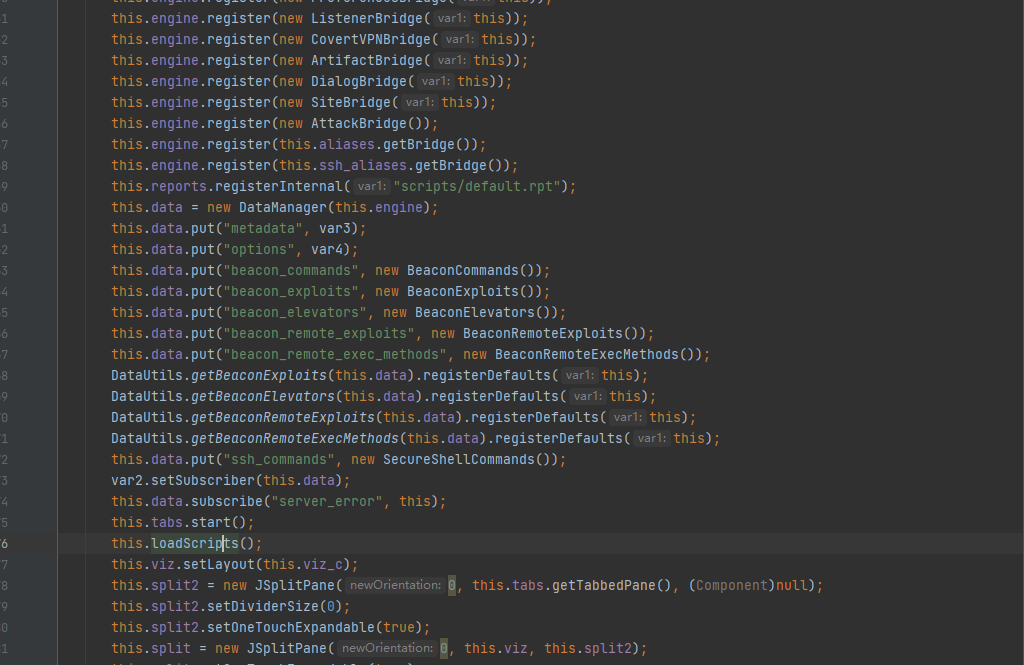 this.engine.register(new ListenerBridge( var1: this));
2 this.engine.register(new CovertVPNBridge( var1: this));
3 this.engine.register(new ArtifactBridge( var1: this));
4 this.engine.register(new DialogBridge( var1: this));
5 this.engine.register(new SiteBridge( var1: this));
6 this.engine.register(new AttackBridge());
7 this.engine.register(this.aliases.getBridge());
8 this.engine.register(this.ssh_aliases.getBridge());
9 this.reports.registerInternal( var1: "scripts/default.rpt");
0 this.data = new DataManager(this.engine);
1 this.data.put("metadata", var3);
2 this.data.put("options", var4);
3 this.data.put("beacon_commands", new BeaconCommands());
4 this.data.put("beacon_exploits", new BeaconExploits());
5 this.data.put("beacon_elevators", new BeaconElevators());
6 this.data.put("beacon_remote_exploits", new BeaconRemoteExploits());
7 this.data.put("beacon_remote_exec_methods", new BeaconRemoteExecMethods());
8 DataUtils.getBeaconExploits(this.data).registerDefaults( var1: this);
9 DataUtils.getBeaconElevators(this.data).registerDefaults( var1: this);
0 DataUtils.getBeaconRemoteExploits(this.data).registerDefaults( var1: this);
1 DataUtils.getBeaconRemoteExecMethods(this.data).registerDefaults( var1: this);
2 this.data.put("ssh_commands", new SecureShellCommands());
3 var2.setSubscriber(this.data);
4 this.data.subscribe("server_error", this);
5 this.tabs.start();
6 this.loadScripts();
7 this.viz.setLayout(this.viz_c);
8 this.split2 = new JSplitPane( newOrientation: 0, this.tabs.getTabbedPane(), (Component)null);
9 this.split2.setDividerSize(0);
0 this.split2.setOneTouchExpandable(true);
1 this.split = new JSplitPane( newOrientation: 0, this.viz, this.split2);